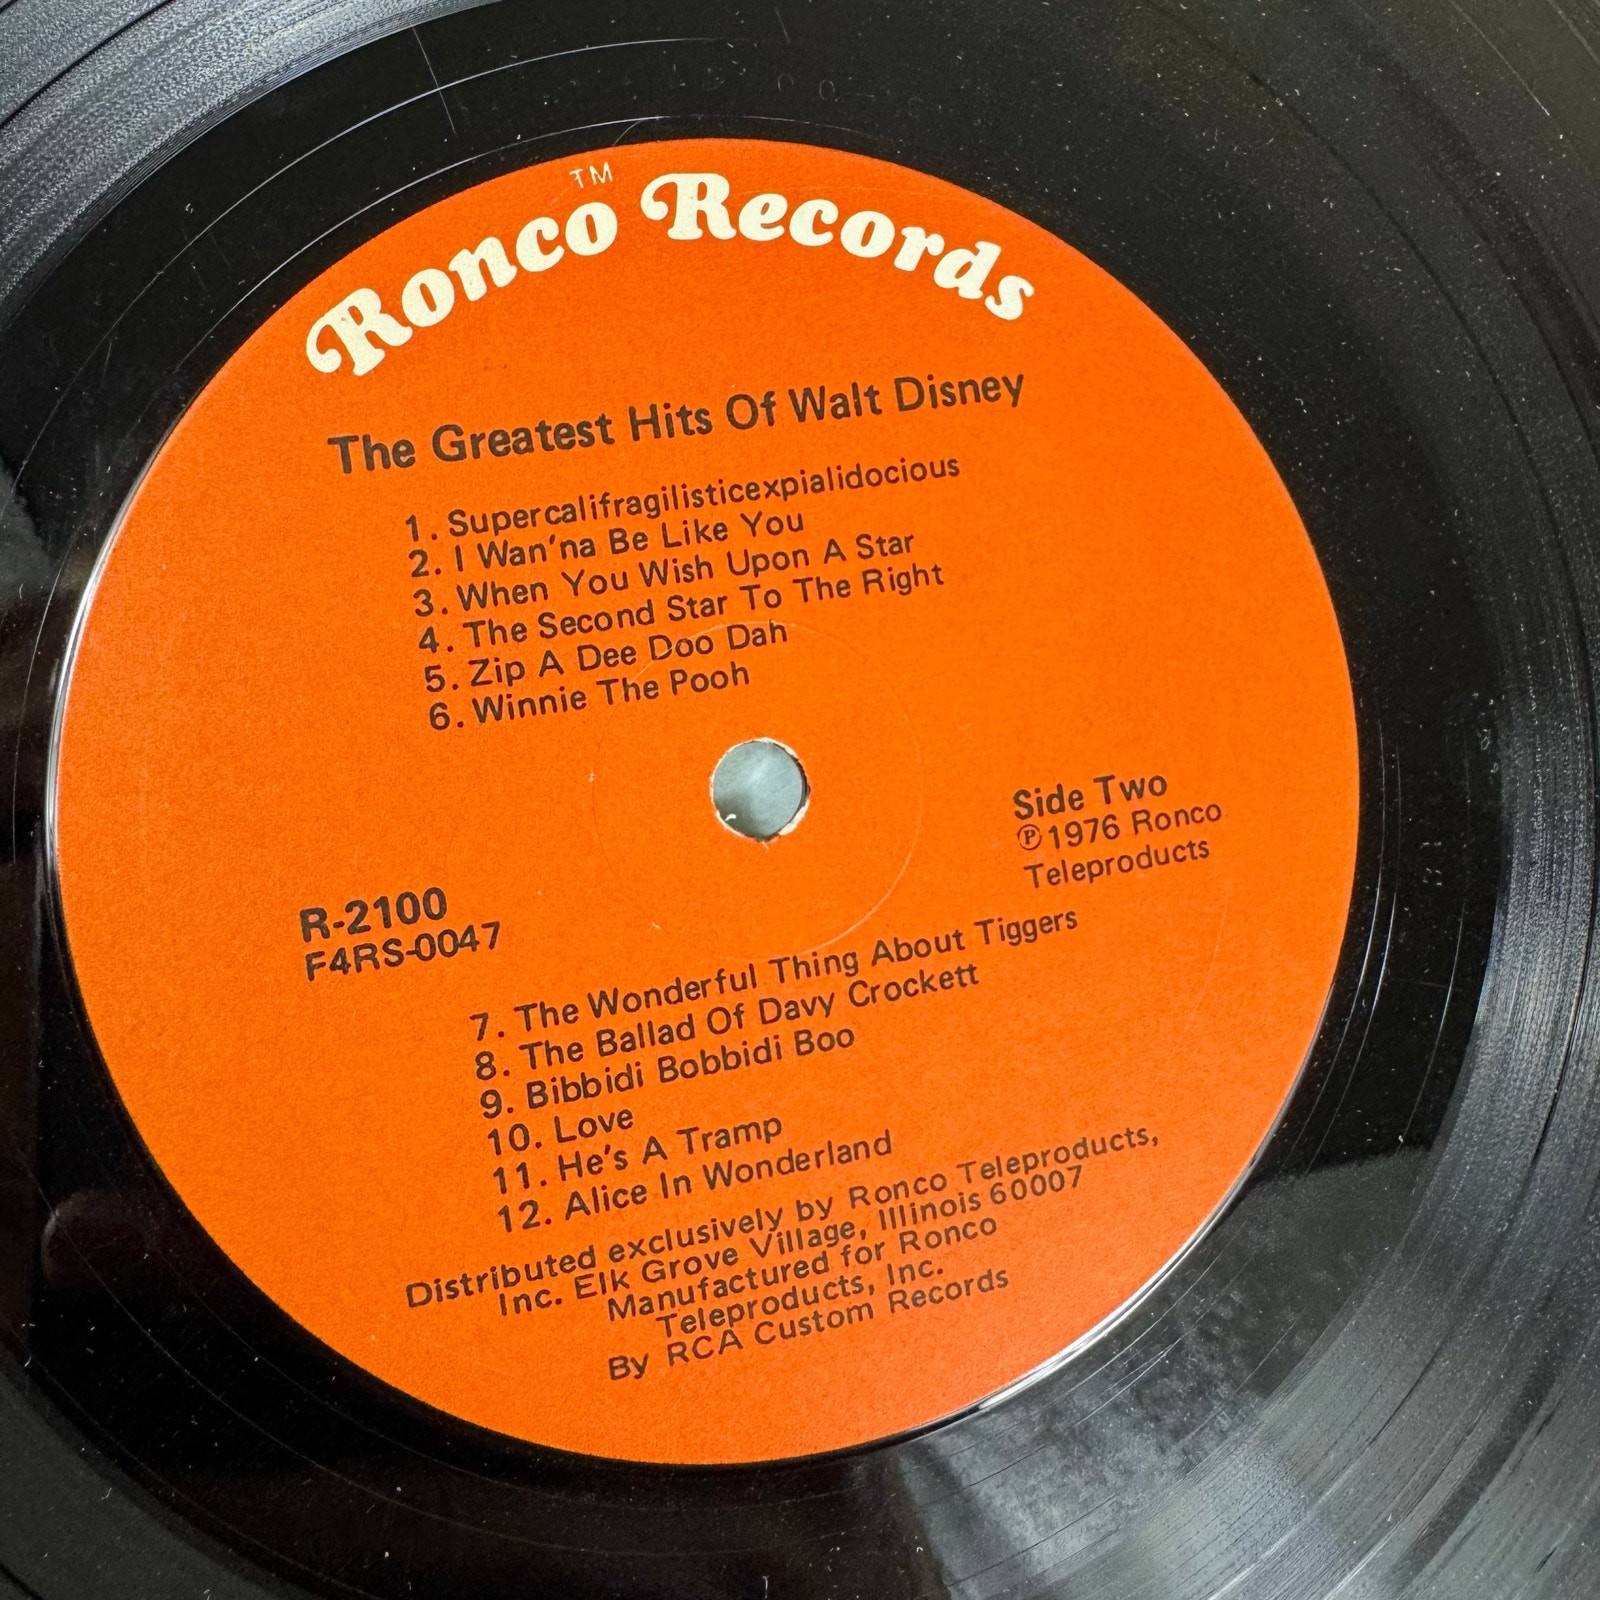 TM
Ronco Records
The Greatest Hits Of Walt Disney
1. Supercalifragilisticexpialidocious
2. I Wan'na Be Like You
3. When You Wish Upon A Star
4. The Second Star To The Right
5. Zip A Dee Doo Dah
6. Winnie The Pooh
Side Two
℗1976 Ronco
Teleproducts
R-2100
F4RS-0047
7. The Wonderful Thing About Tiggers
8. The Ballad Of Davy Crockett
9. Bibbidi Bobbidi Boo
10. Love
11. He's A Tramp
12. Alice In Wonderland
Distributed exclusively by Ronco Teleproducts,
Inc. Elk Grove Village, Illinois 60007
Manufactured for Ronco
Teleproducts, Inc.
By RCA Custom Records